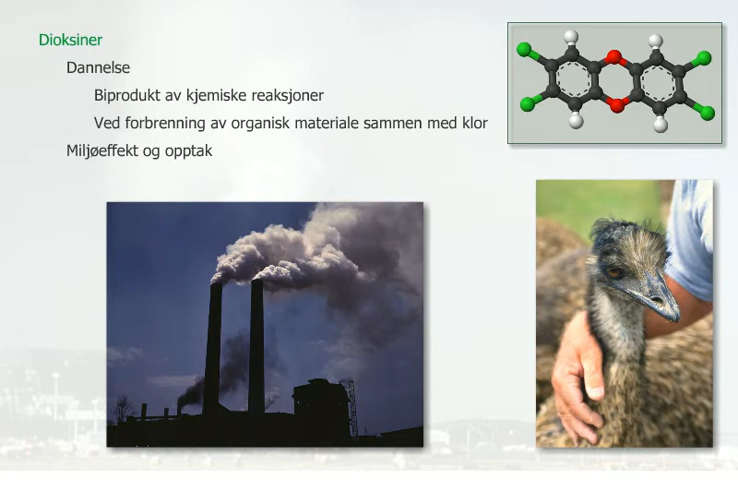 Dioksiner
Dannelse
Biprodukt av kjemiske reaksjoner
Ved forbrenning av organisk materiale sammen med klor
Miljøeffekt og opptak